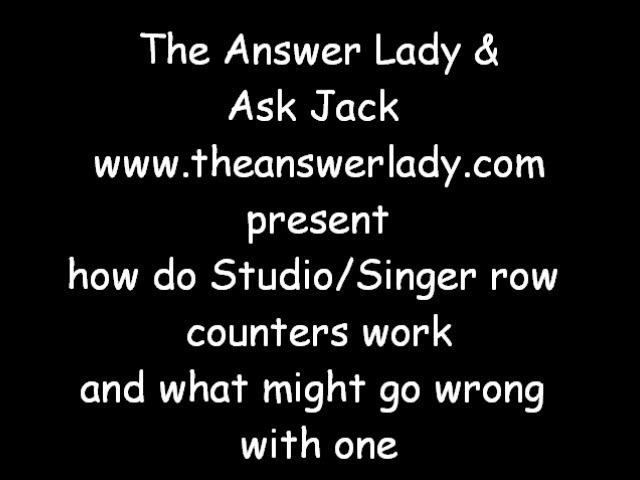 The Answer Lady &
Ask Jack
www.theanswerlady.com
present
how do Studio/Singer row
counters work
and what might go wrong
with one